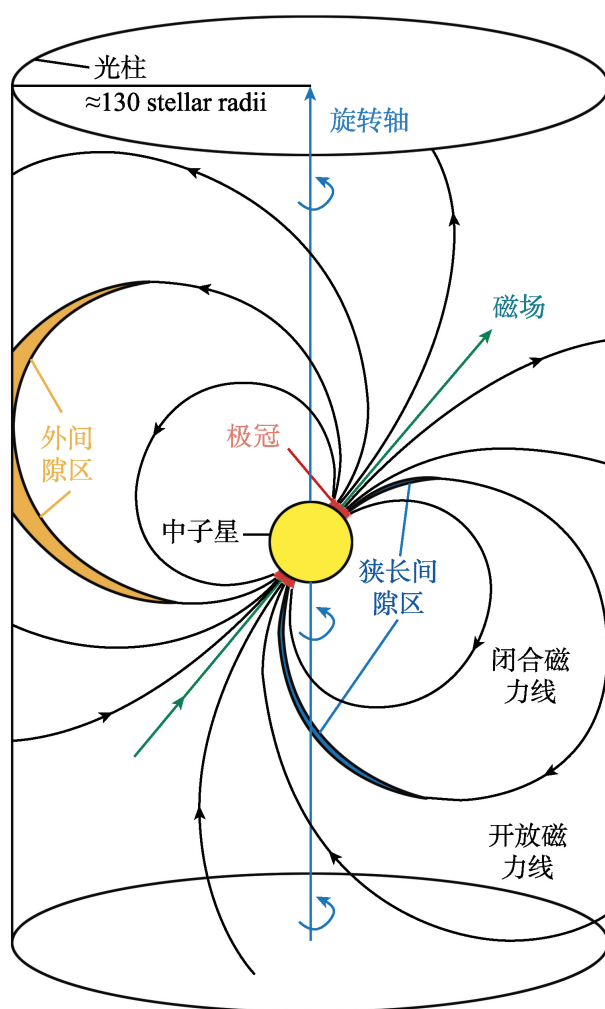 光柱
≈130 stellar radii
旋转轴
磁场
极冠
外间
隙区
中子星
狭长间
隙区
闭合磁
力线
开放磁
力线